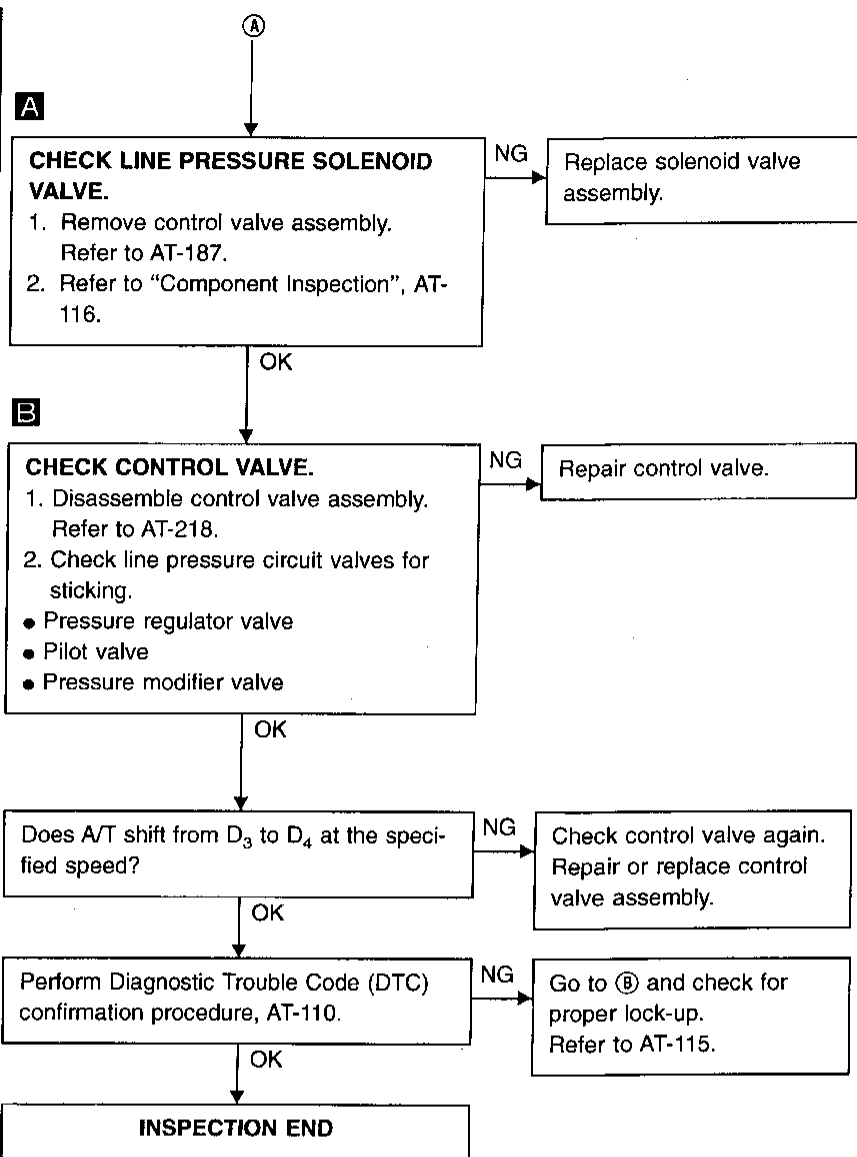 Ⓐ
A
CHECK LINE PRESSURE SOLENOID
VALVE.
1. Remove control valve assembly.
Refer to AT-187.
2. Refer to “Component Inspection”, AT-
116.
NG
Replace solenoid valve
assembly.
OK
B
CHECK CONTROL VALVE.
1. Disassemble control valve assembly.
Refer to AT-218.
2. Check line pressure circuit valves for
sticking.
● Pressure regulator valve
● Pilot valve
● Pressure modifier valve
NG
Repair control valve.
OK
Does A/T shift from D₃ to D₄ at the speci-
fied speed?
NG
Check control valve again.
Repair or replace control
valve assembly.
OK
Perform Diagnostic Trouble Code (DTC)
confirmation procedure, AT-110.
NG
Go to Ⓑ and check for
proper lock-up.
Refer to AT-115.
OK
INSPECTION END